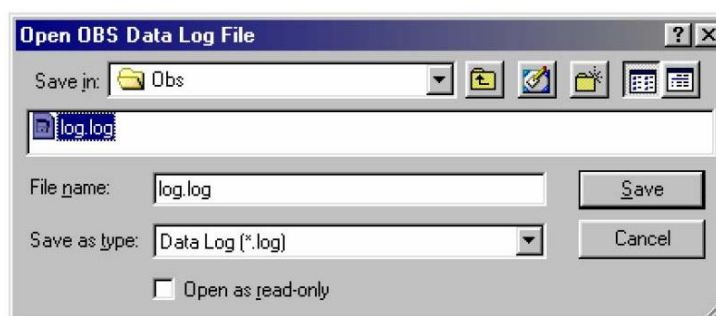 Open OBS Data Log File
Save in: Obs
log.log
File name: log.log Save
Save as type: Data Log (*.log) Cancel
Open as read-only